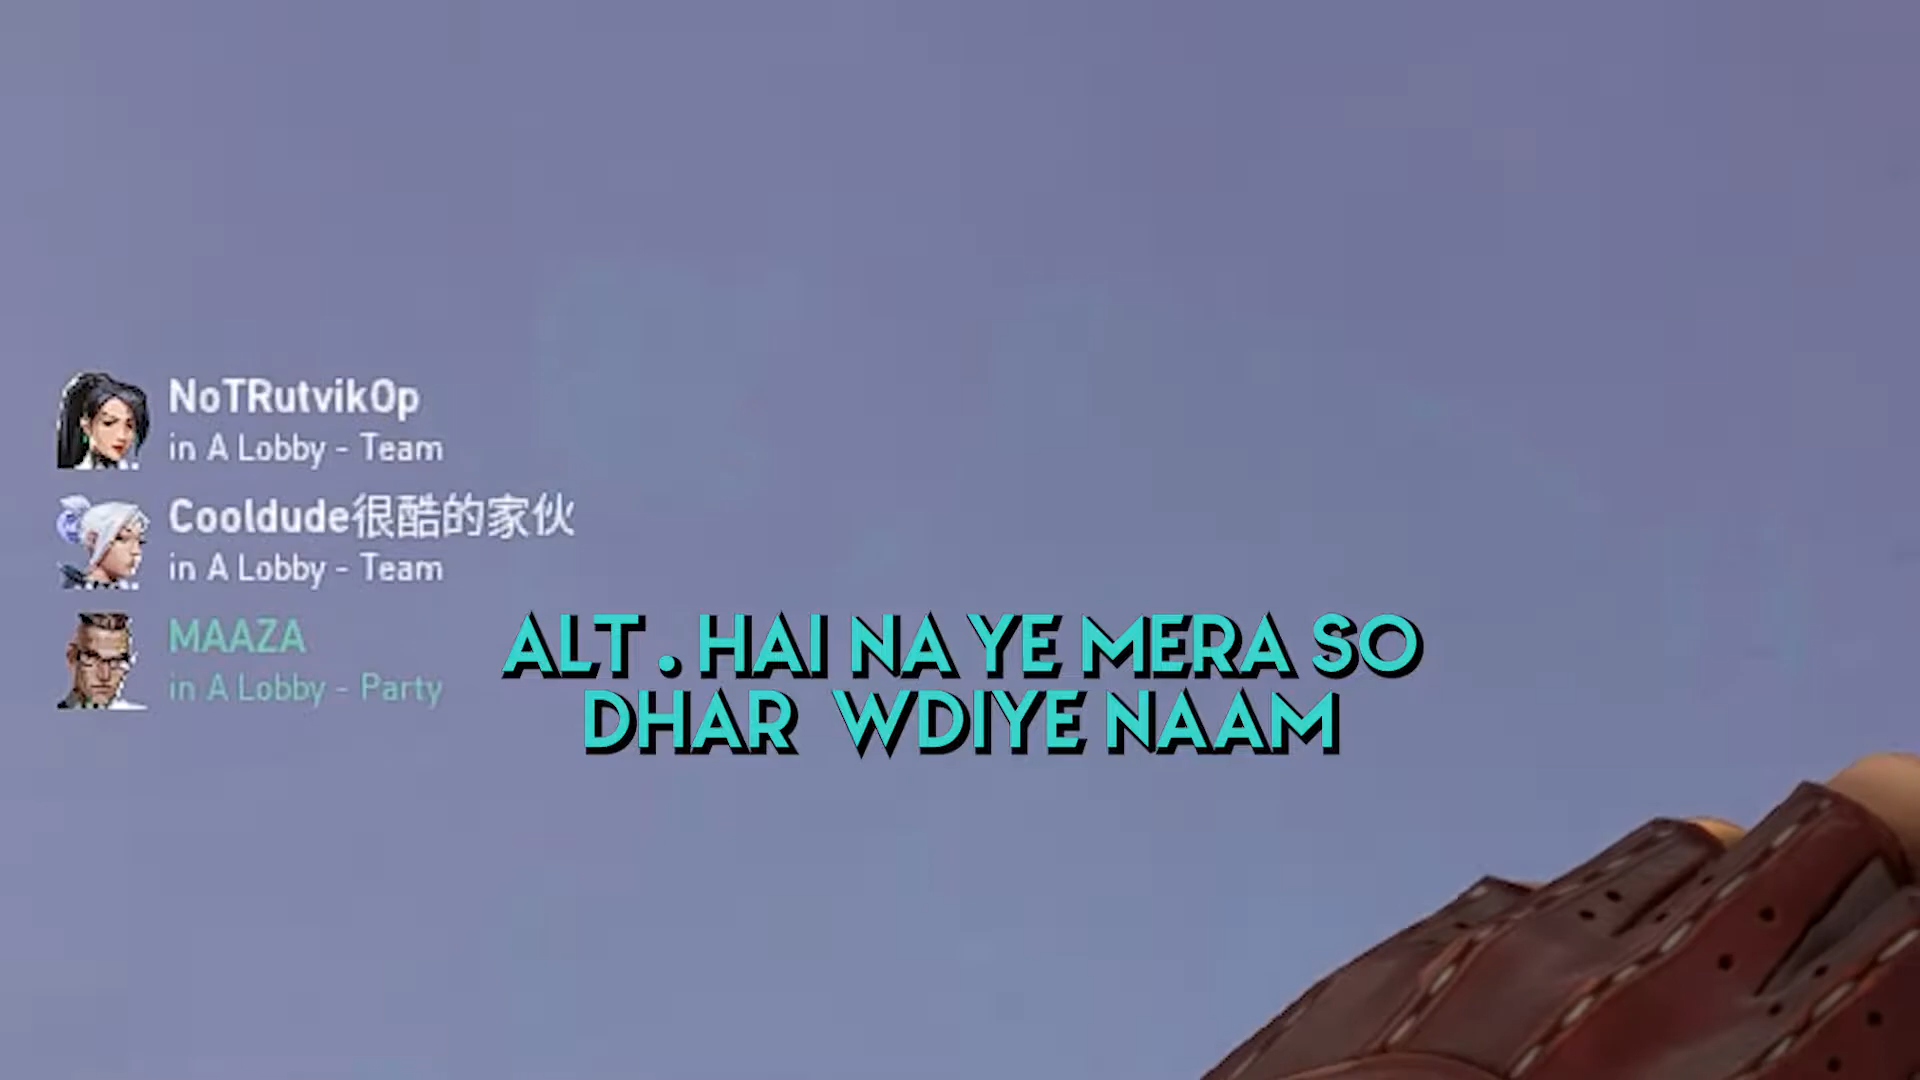 NoTRutvikOp
in A Lobby - Team
Cooldude很酷的家伙
in A Lobby - Team
MAAZA
in A Lobby - Party
ALT . HAI NA YE MERA SO
DHAR WDIYE NAAM